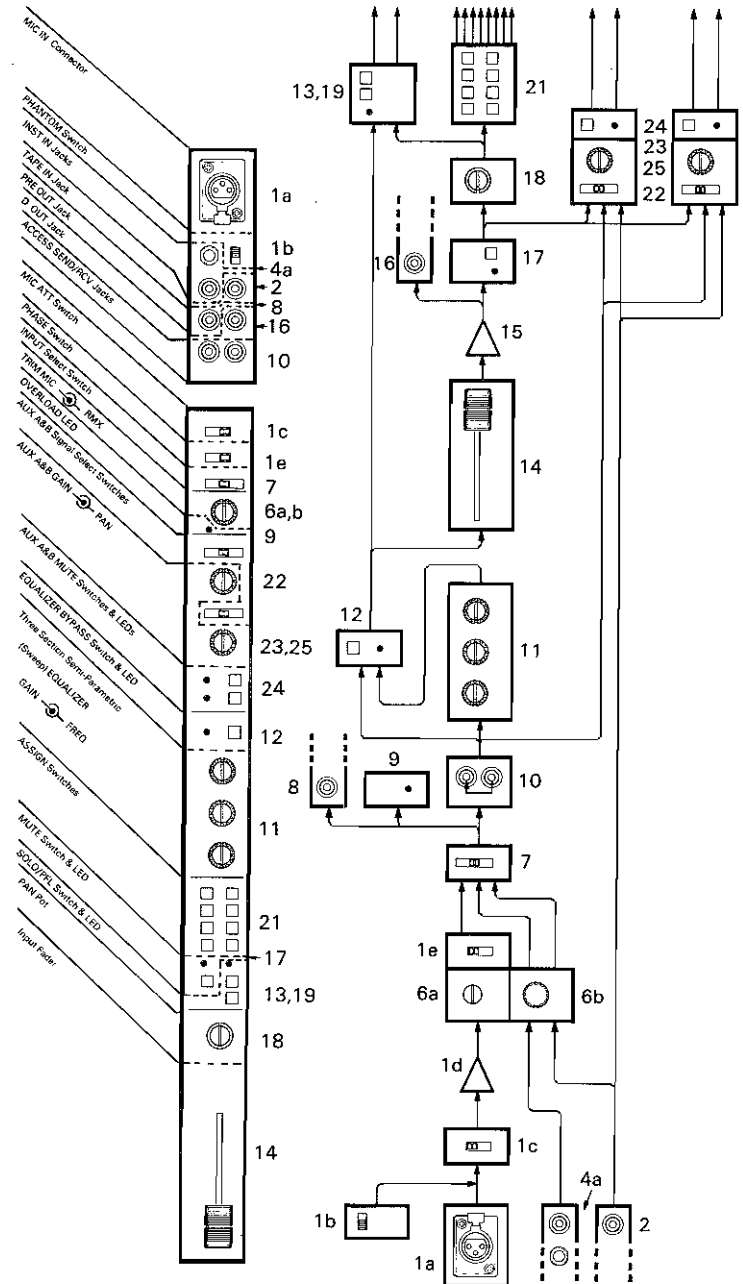 MIC IN Connector
PHANTOM Switch
INST IN Jacks
TAPE IN Jack
PRE OUT Jack
D. OUT Jack
ACCESS SEND/RCV Jacks
MIC ATT Switch
PHASE Switch
INPUT Select Switch
TRIM MIC RMX
OVERLOAD LED
AUX A&B Signal Select Switches
AUX A&B GAIN PAN
AUX A&B MUTE Switches & LEDs
EQUALIZER BYPASS Switch & LED
Three Section Semi-Parametric
(Sweep) EQUALIZER
GAIN FREQ
ASSIGN Switches
MUTE Switch & LED
SOLO/PFL Switch & LED
PAN Pot
Input Fader
1a
1b
4a
2
8
16
10
1c
1e
7
6a,b
9
22
23,25
24
12
11
21
17
13,19
18
14
13,19
21
24
23
25
22
18
16
17
15
14
12
11
8
9
10
7
1e
6a
6b
1d
1c
4a
1b
1a
2